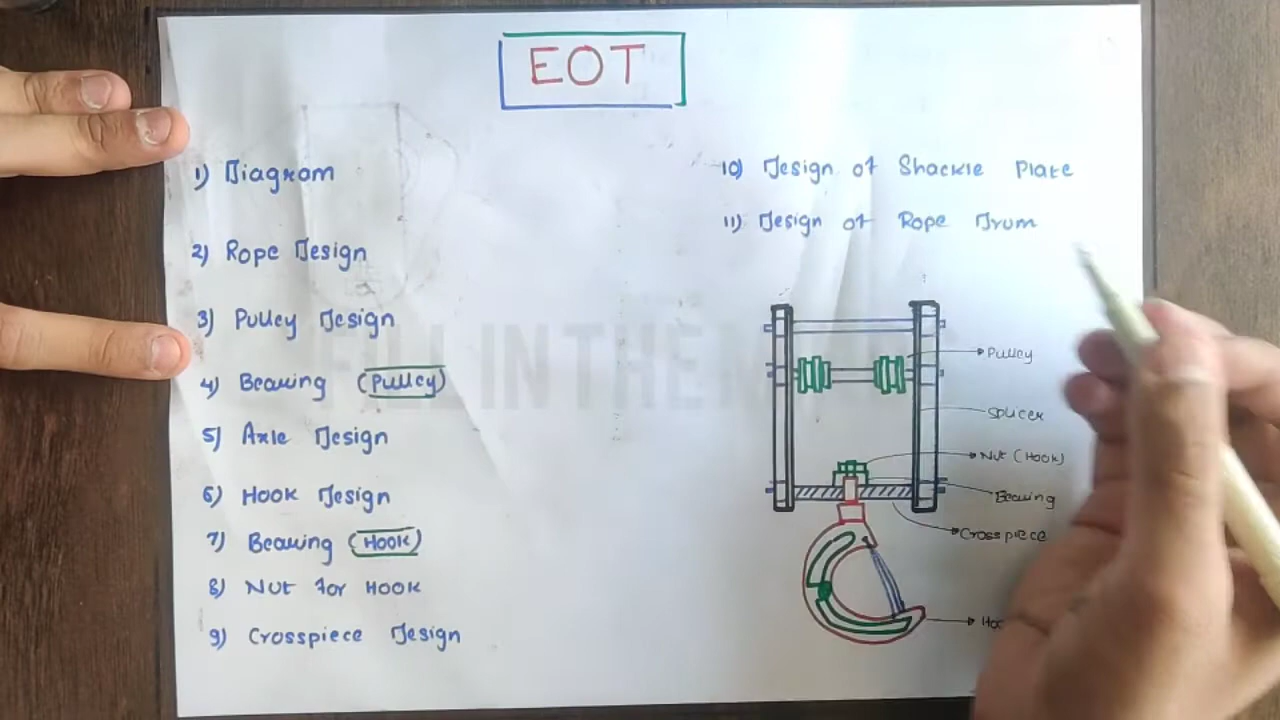 EOT
1) Diagram
2) Rope Design
3) Pulley Design
4) Bearing (Pulley)
5) Axle Design
6) Hook Design
7) Bearing (Hook)
8) Nut for Hook
9) Crosspiece Design
10) Design of Shackle Plate
11) Design of Rope Drum
Pulley
Splicer
Nut (Hook)
Bearing
Crosspiece